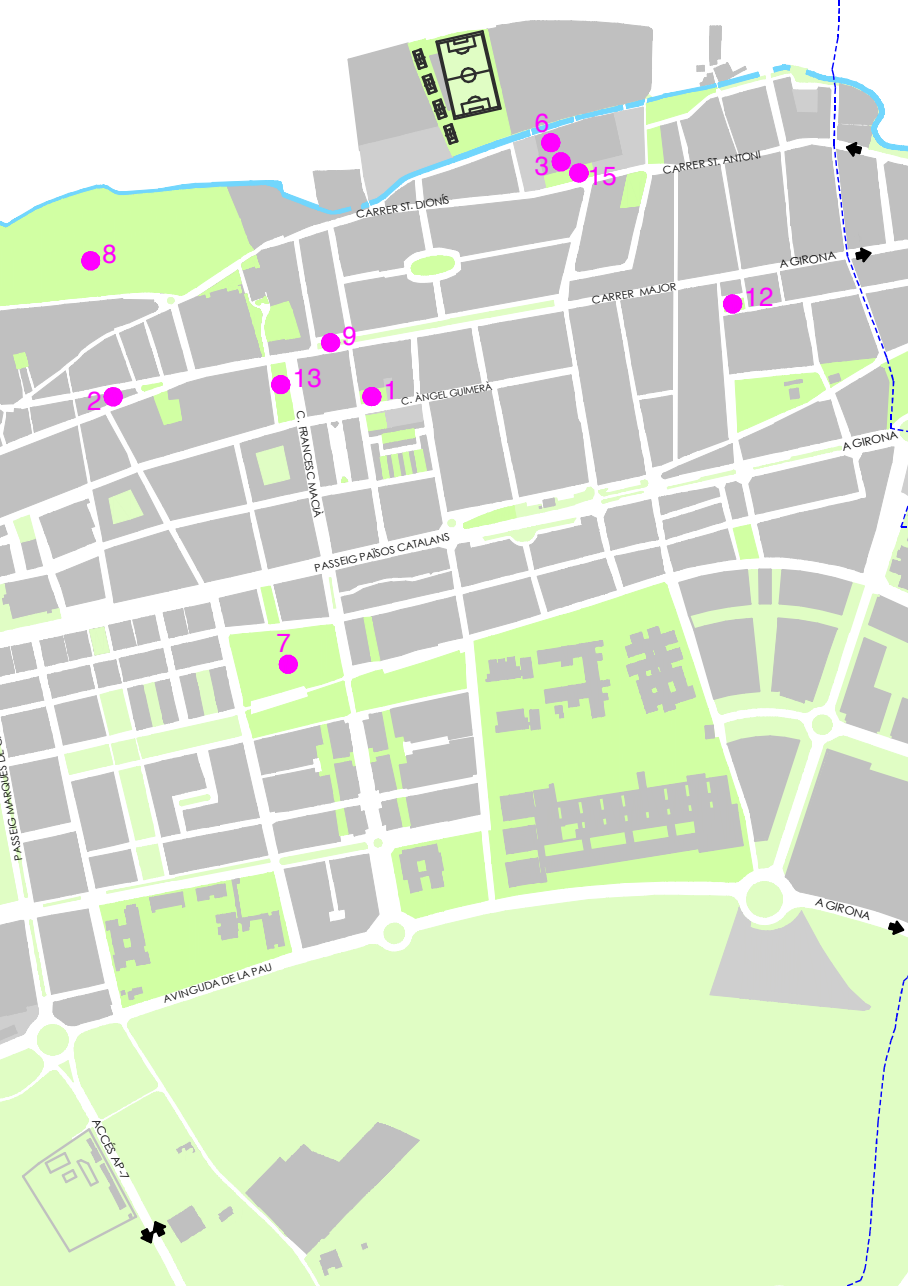 6
3
15
CARRER ST. ANTONI
CARRER ST. DIONÍS
8
A GIRONA
CARRER MAJOR
12
9
13
1
2
C. ÀNGEL GUIMERÀ
C. FRANCESC MACIÀ
A GIRONA
PASSEIG PAÏSOS CATALANS
7
PASSEIG MARQUÈS DE
A GIRONA
AVINGUDA DE LA PAU
ACCÉS AP-7